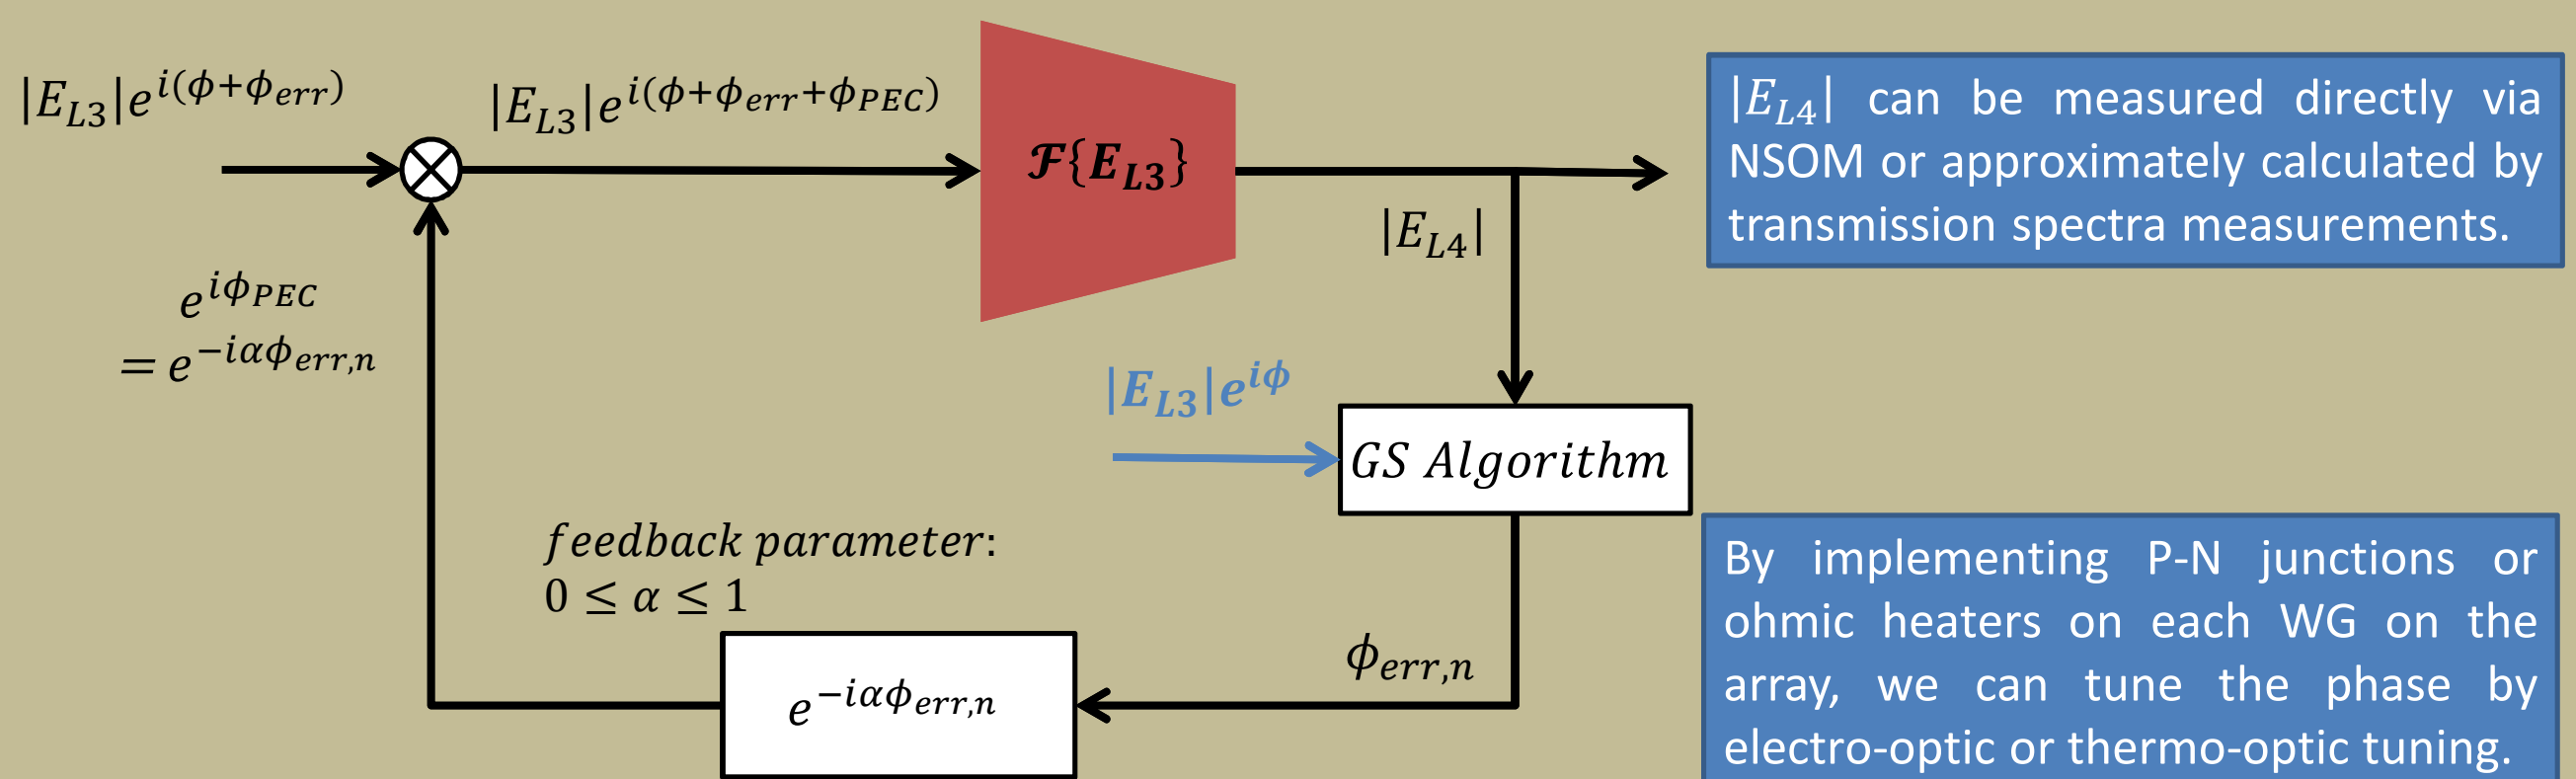 |E_{L3}|e^{i(ϕ+ϕ_{err})}
|E_{L3}|e^{i(ϕ+ϕ_{err}+ϕ_{PEC})}
𝓕{E_{L3}}
|E_{L4}|
|E_{L4}| can be measured directly via
NSOM or approximately calculated by
transmission spectra measurements.
e^{iϕ_{PEC}}
= e^{-iαϕ_{err,n}}
|E_{L3}|e^{iϕ}
GS Algorithm
feedback parameter:
0 ≤ α ≤ 1
e^{-iαϕ_{err,n}}
ϕ_{err,n}
By implementing P-N junctions or
ohmic heaters on each WG on the
array, we can tune the phase by
electro-optic or thermo-optic tuning.